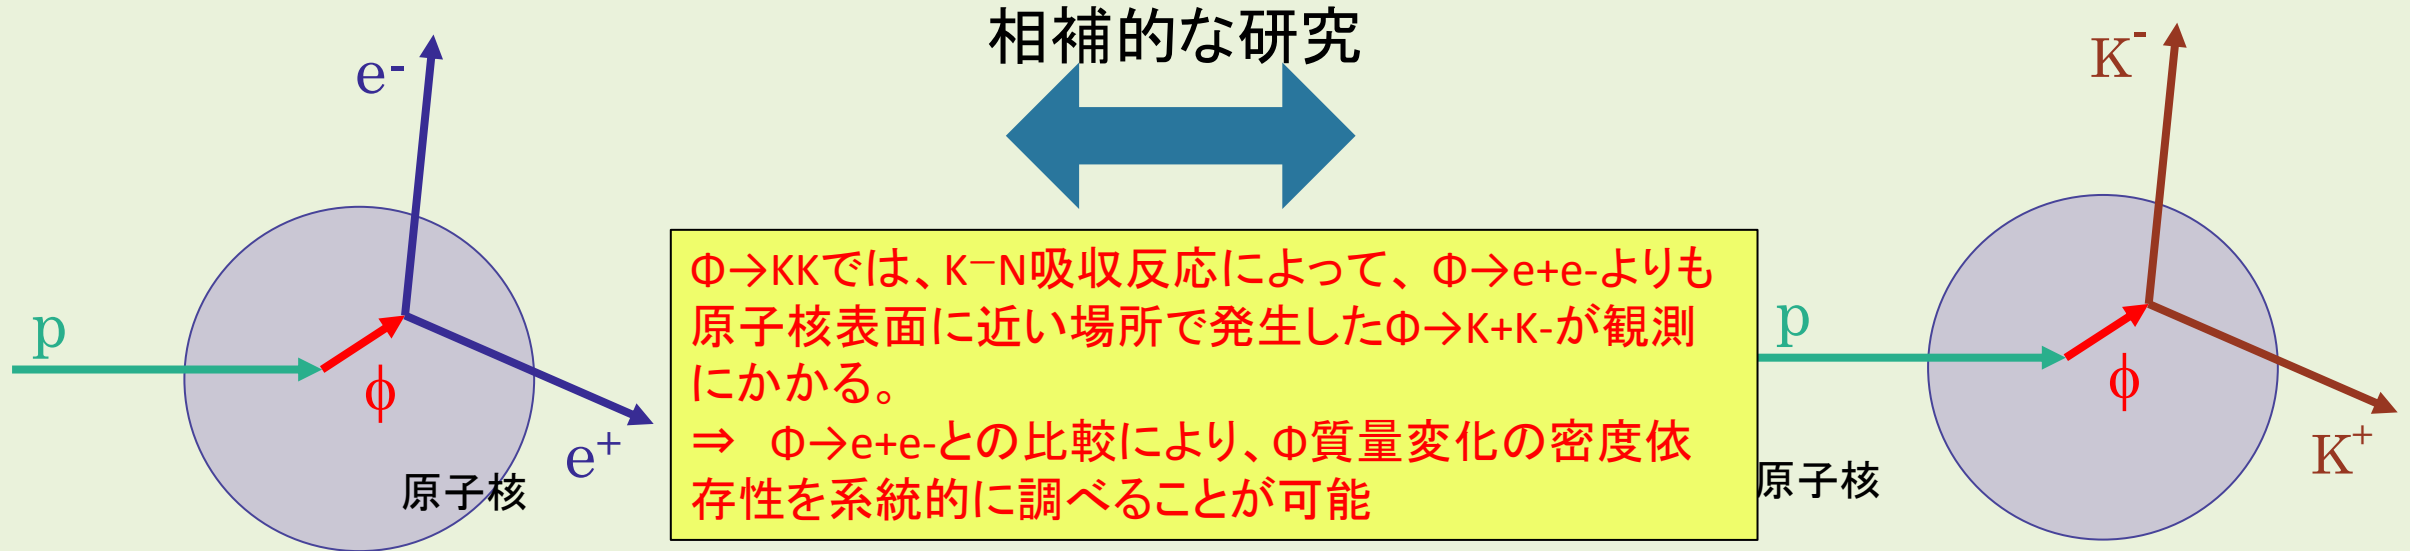 相補的な研究
e-
p
φ
e+
原子核
Φ→KKでは、K−N吸収反応によって、 Φ→e+e-よりも
原子核表面に近い場所で発生したΦ→K+K-が観測
にかかる。
⇒　Φ→e+e-との比較により、Φ質量変化の密度依
存性を系統的に調べることが可能
K-
p
φ
K+
原子核